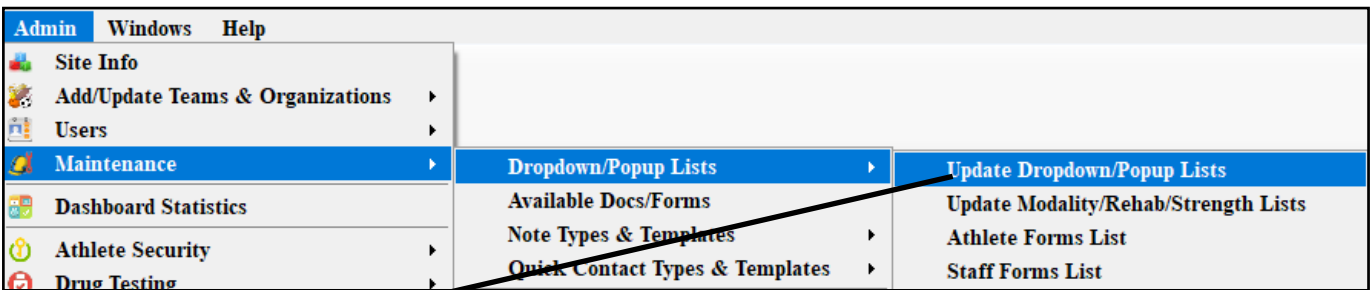 Admin Windows Help
Site Info
Add/Update Teams & Organizations
Users
Maintenance
Dashboard Statistics
Athlete Security
Drug Testing
Dropdown/Popup Lists
Available Docs/Forms
Note Types & Templates
Quick Contact Types & Templates
Update Dropdown/Popup Lists
Update Modality/Rehab/Strength Lists
Athlete Forms List
Staff Forms List